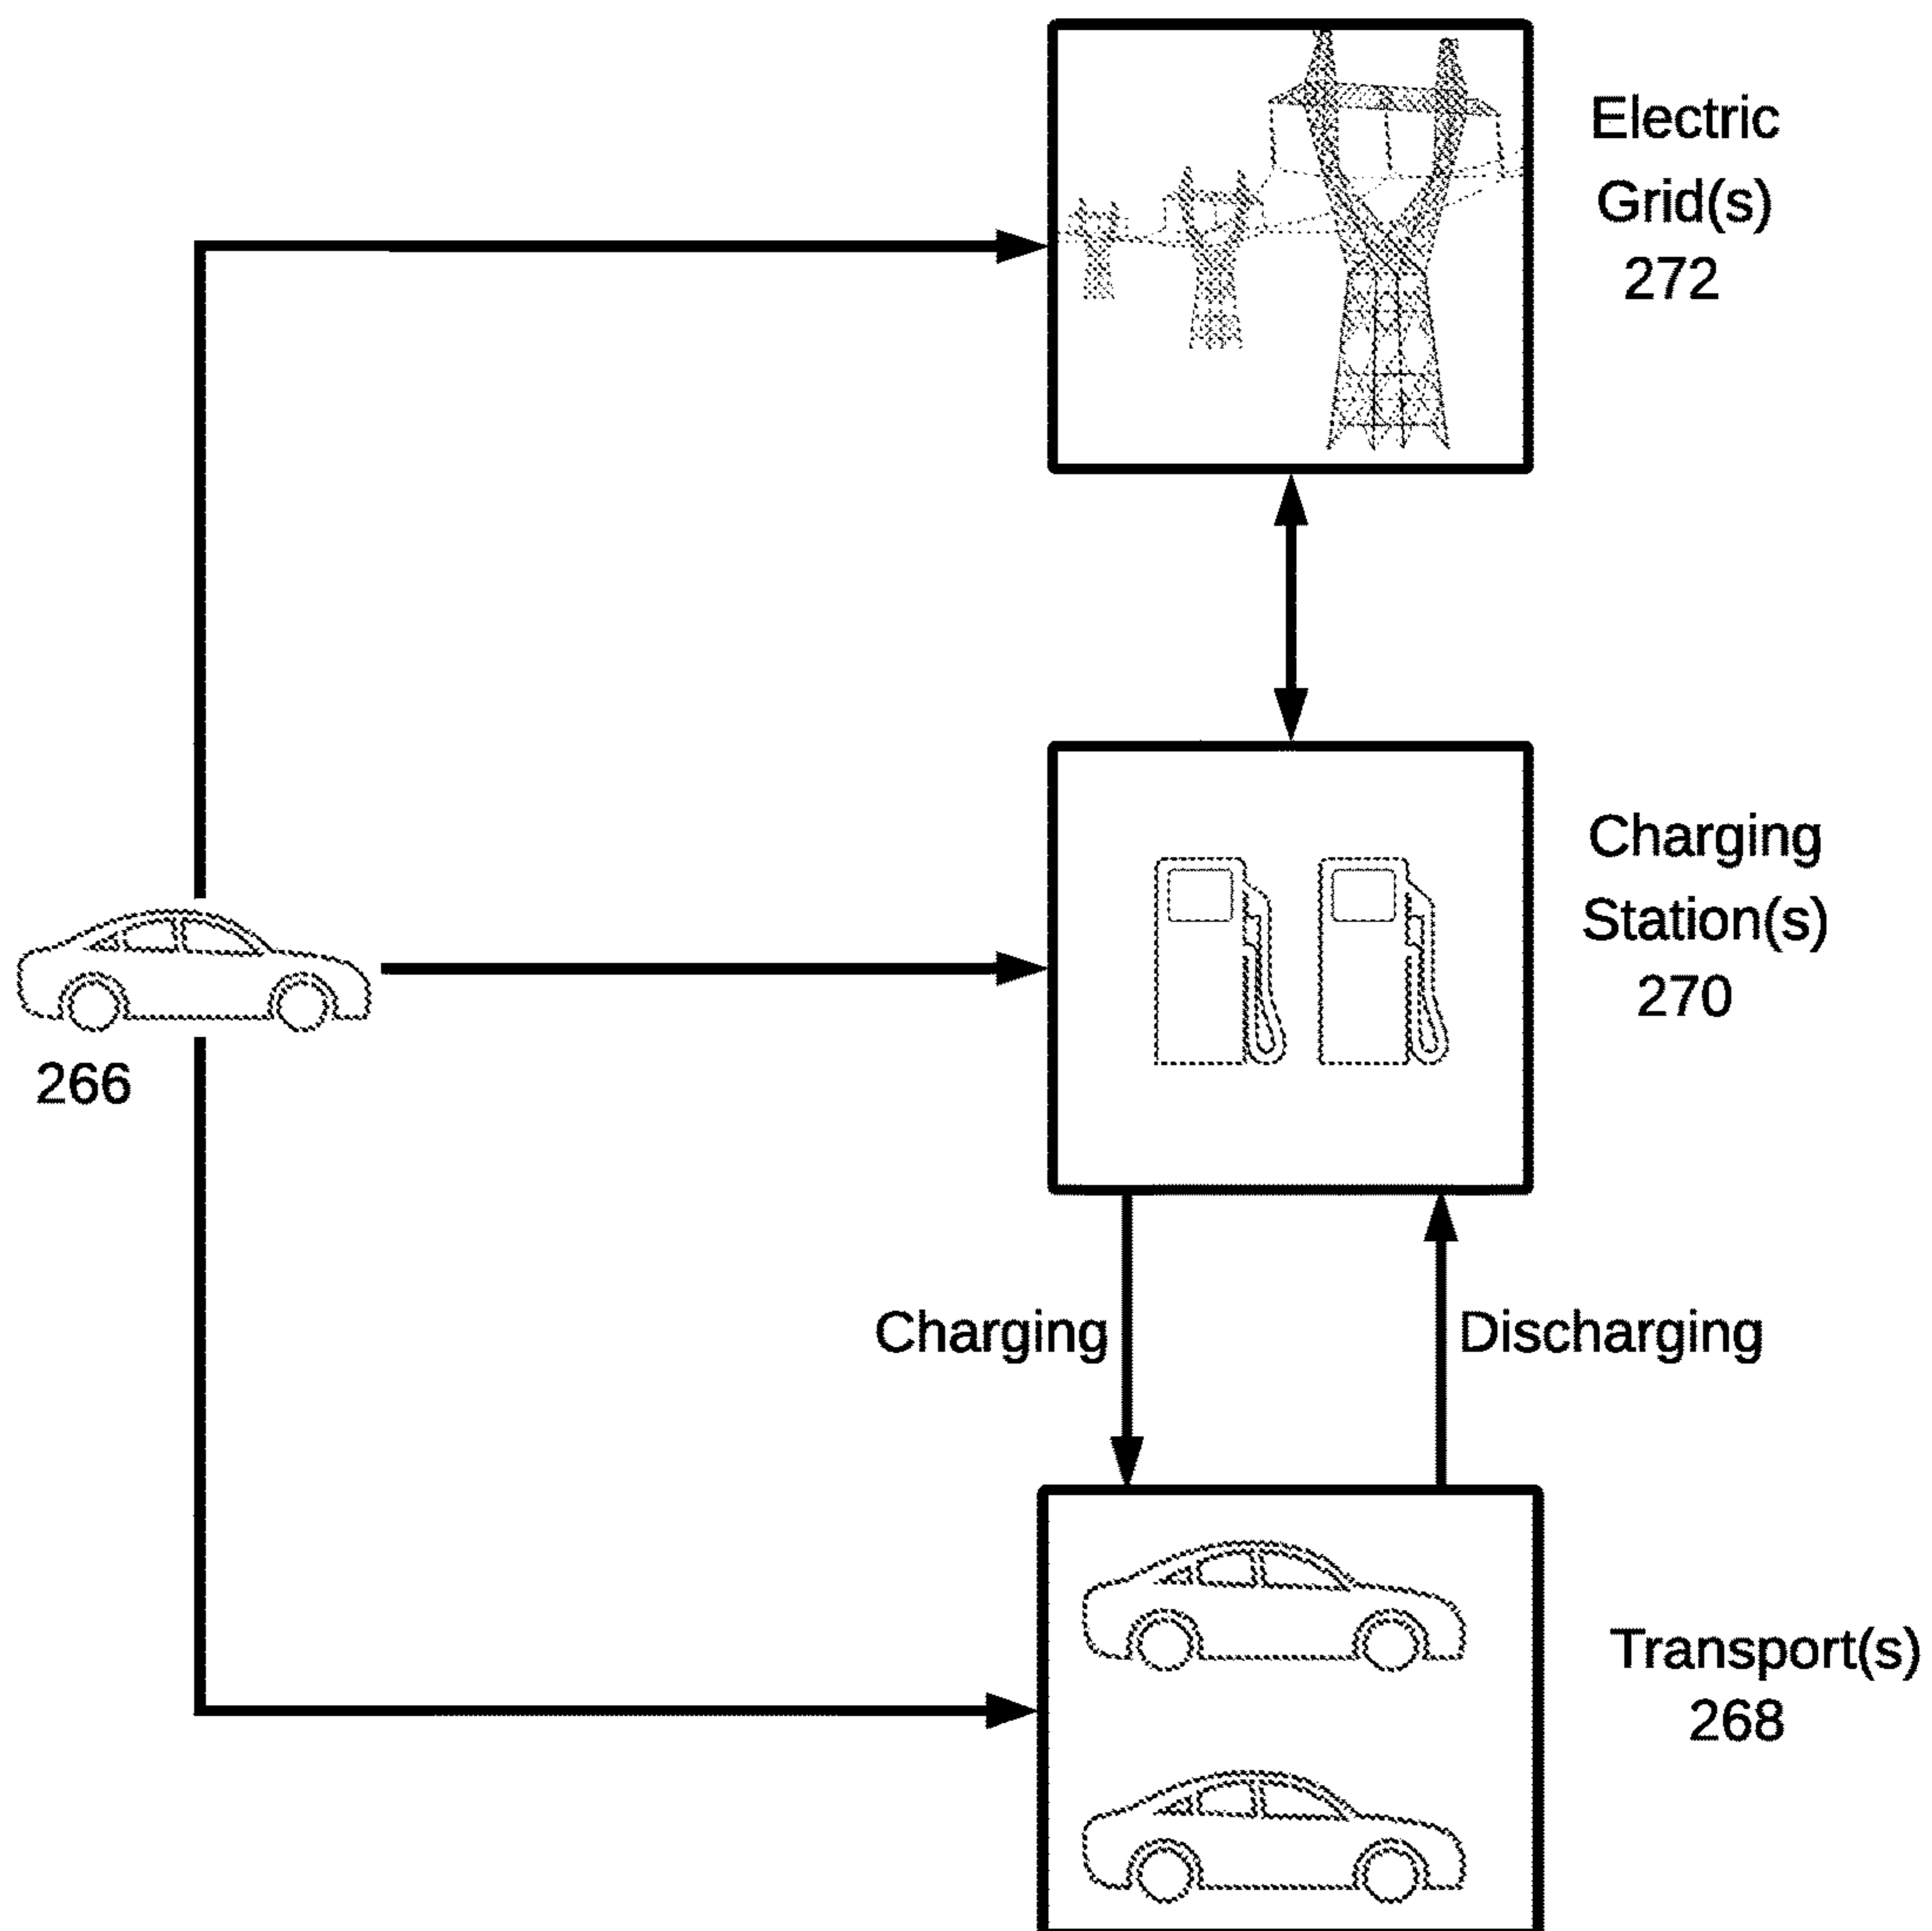 Electric
Grid(s)
272
Charging
Station(s)
270
266
Charging
Discharging
Transport(s)
268